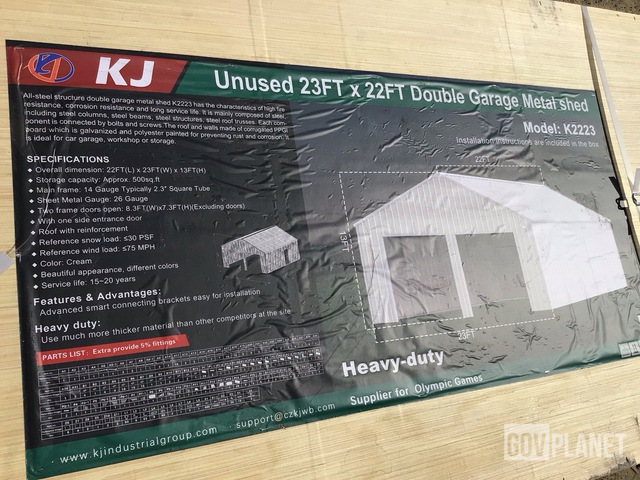 KJ
Unused 23FT x 22FT Double Garage Metal shed
Model: K2223
Installation instructions are included in the box
All-steel structure double garage metal shed K2223 has the characteristics of high fire
resistance, corrosion resistance and long service life. It is mainly composed of steel,
including steel columns, steel beams, steel structures, steel roof trusses. Each com-
ponent is connected by bolts and screws.The roof and walls made of corrugated PPGI
board which is galvanized and polyester painted for preventing rust and corrosion. It
is ideal for car garage, workshop or storage.
SPECIFICATIONS
Overall dimension: 22FT(L) x 23FT(W) x 13FT(H)
Storage capacity: Approx. 500sq.ft
Main frame: 14 Gauge Typically 2.3" Square Tube
Sheet Metal Gauge: 26 Gauge
Two frame doors open: 8.3FT(W)x7.3FT(H)(Excluding doors)
With one side entrance door
Roof with reinforcement
Reference snow load: ≤30 PSF
Reference wind load: ≤75 MPH
Color: Cream
Beautiful appearance, different colors
Service life: 15~20 years
Features & Advantages:
Advanced smart connecting brackets easy for installation
Heavy duty:
Use much more thicker material than other competitors at the site
PARTS LIST: Extra provide 5% fittings
22FT
13FT
23FT
Heavy-duty
Supplier for Olympic Games
www.kjindustrialgroup.com support@czkjwb.com
GOVPLANET